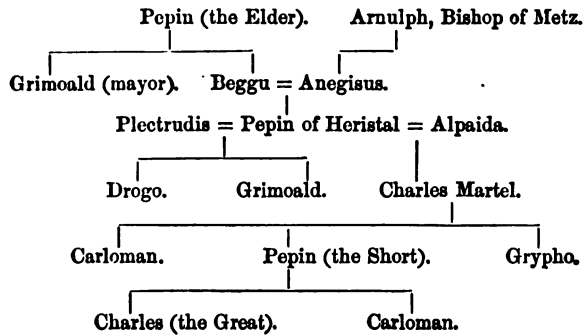 Pepin (the Elder). Arnulph, Bishop of Metz.
Grimoald (mayor). Beggu = Anegisus.
Plectrudis = Pepin of Heristal = Alpaida.
Drogo. Grimoald. Charles Martel.
Carloman. Pepin (the Short). Grypho.
Charles (the Great). Carloman.